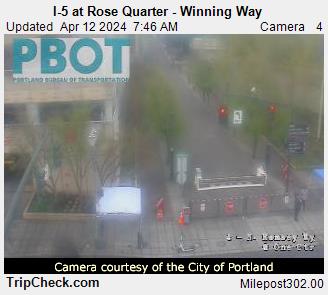 I-5 at Rose Quarter - Winning Way
Updated Apr 12 2024 7:46 AM Camera 4
PBOT
PORTLAND BUREAU OF TRANSPORTATION
Camera courtesy of the City of Portland
TripCheck.com Milepost302.00